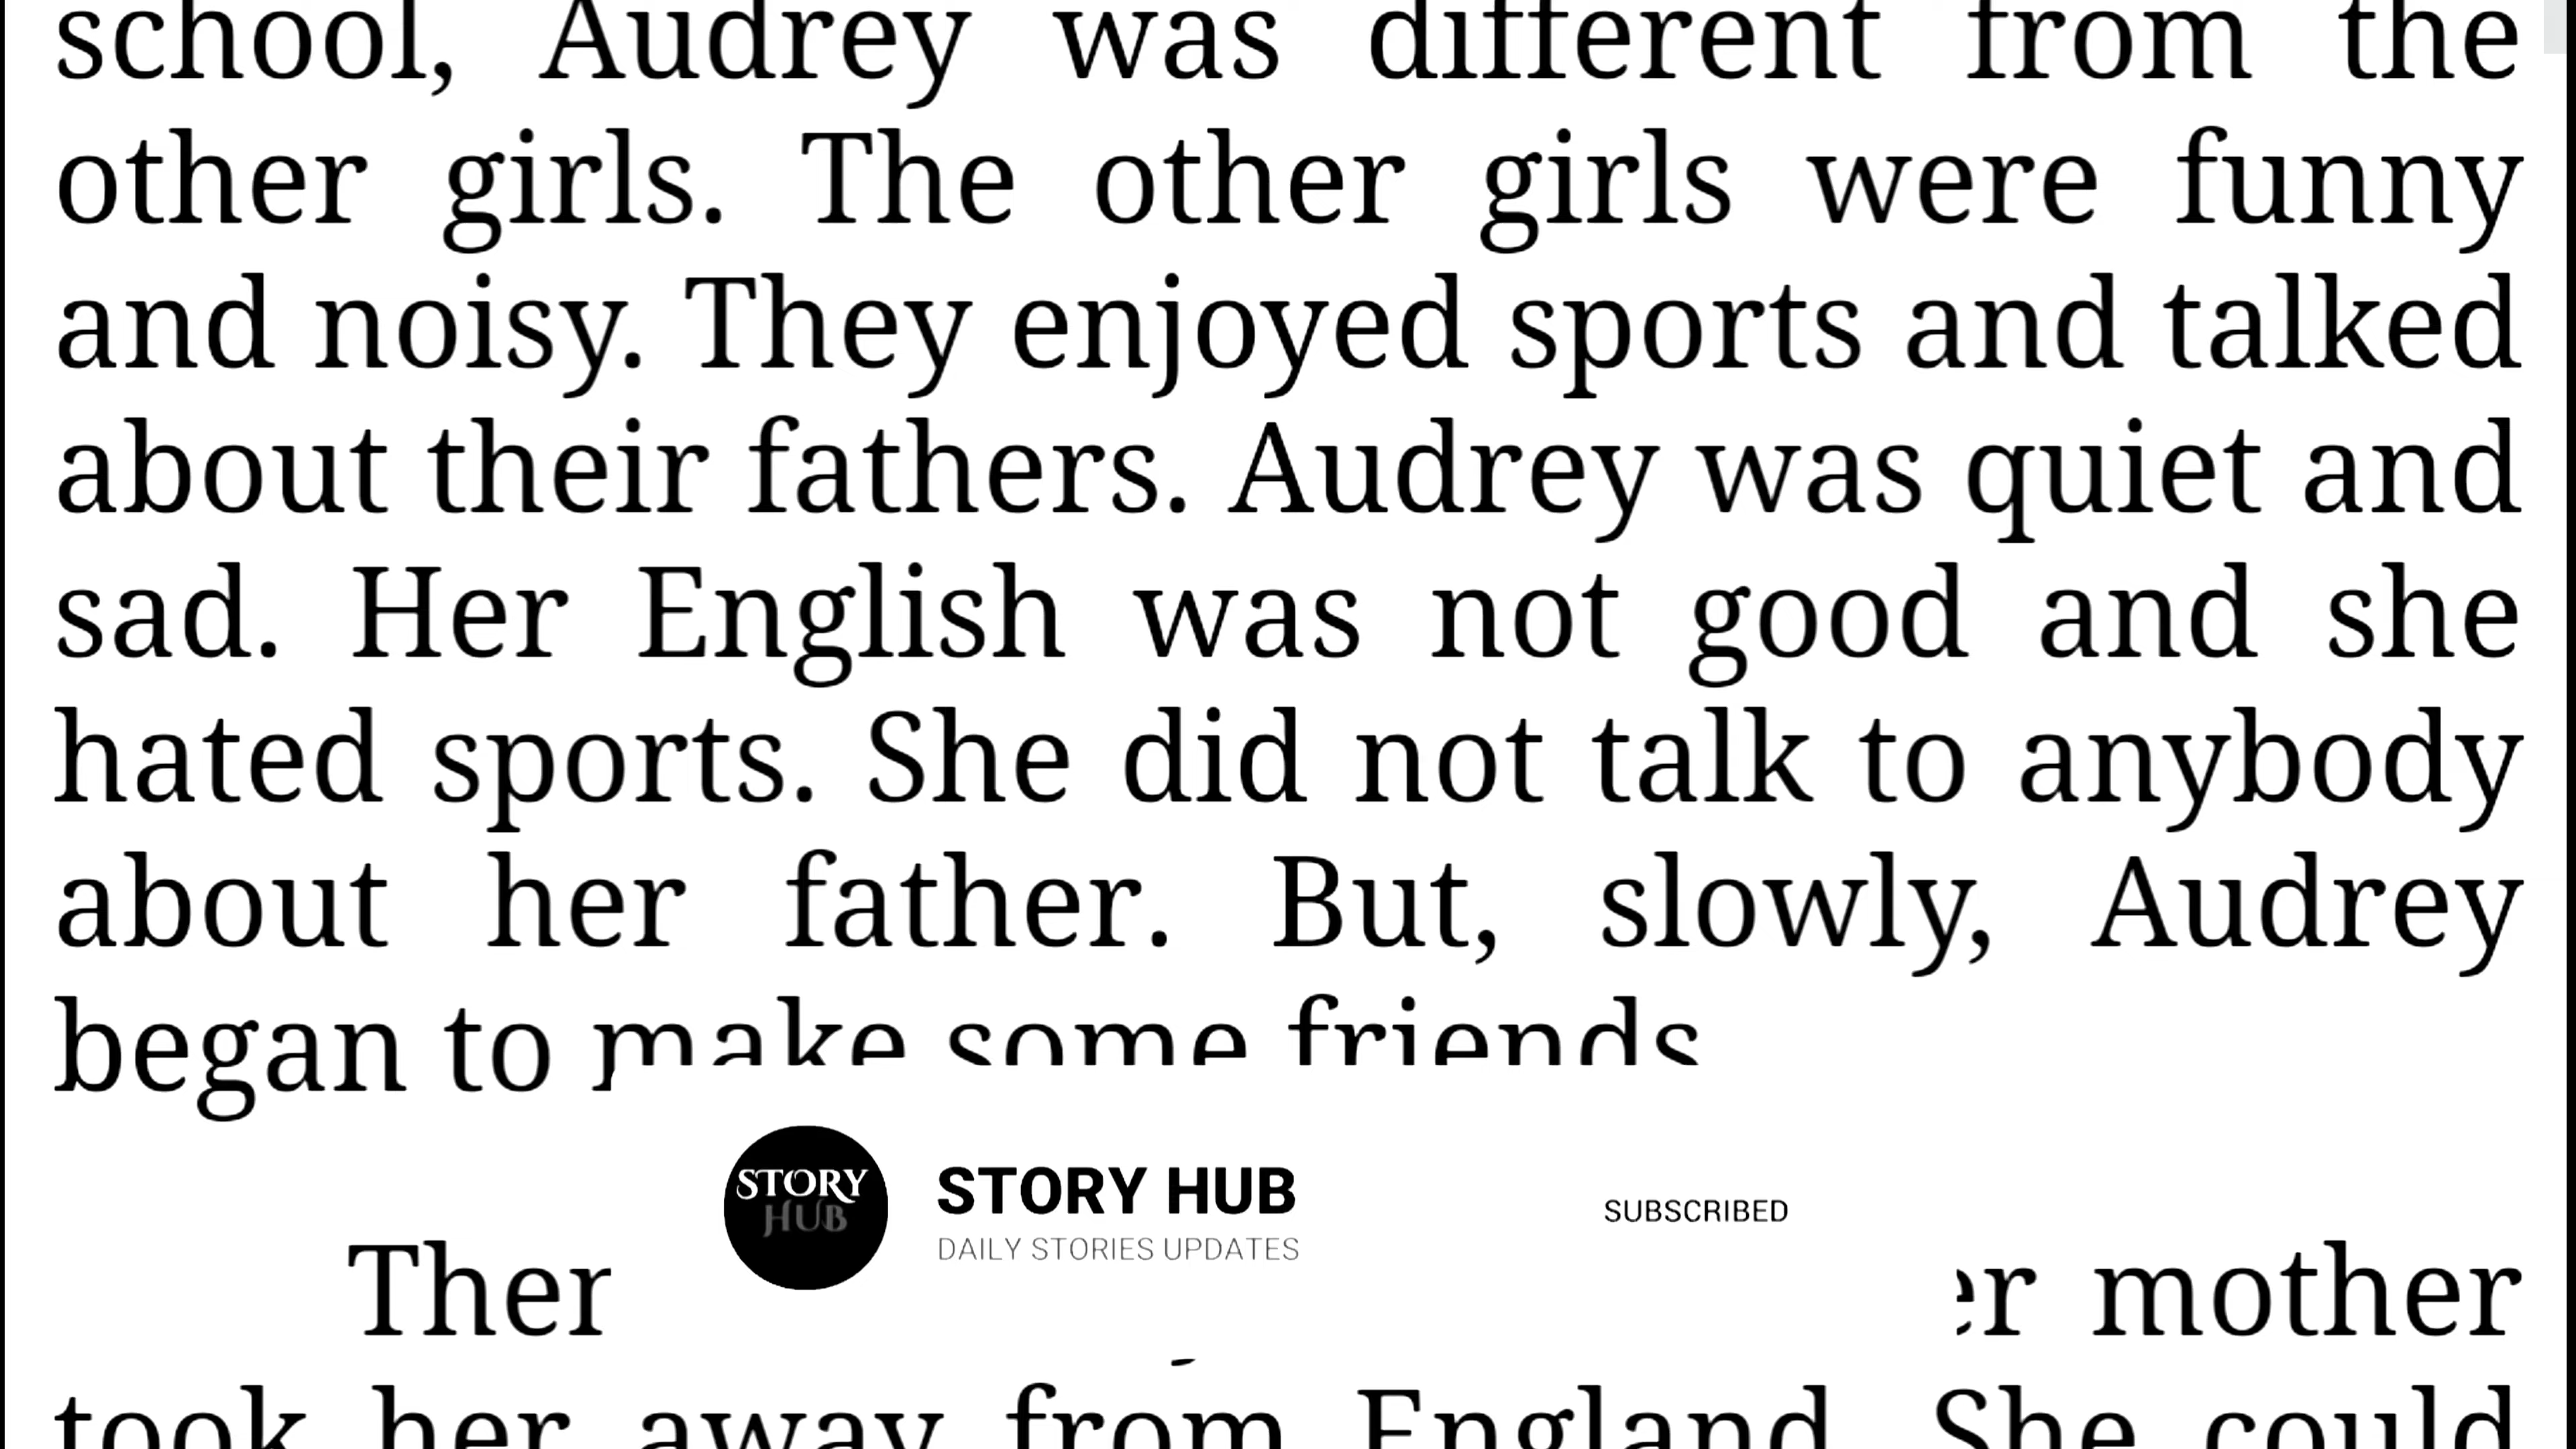 school, Audrey was different from the
other girls. The other girls were funny
and noisy. They enjoyed sports and talked
about their fathers. Audrey was quiet and
sad. Her English was not good and she
hated sports. She did not talk to anybody
about her father. But, slowly, Audrey
began to make some friends
STORY
HUB
STORY HUB
DAILY STORIES UPDATES
SUBSCRIBED
mother
took her away from England. She could